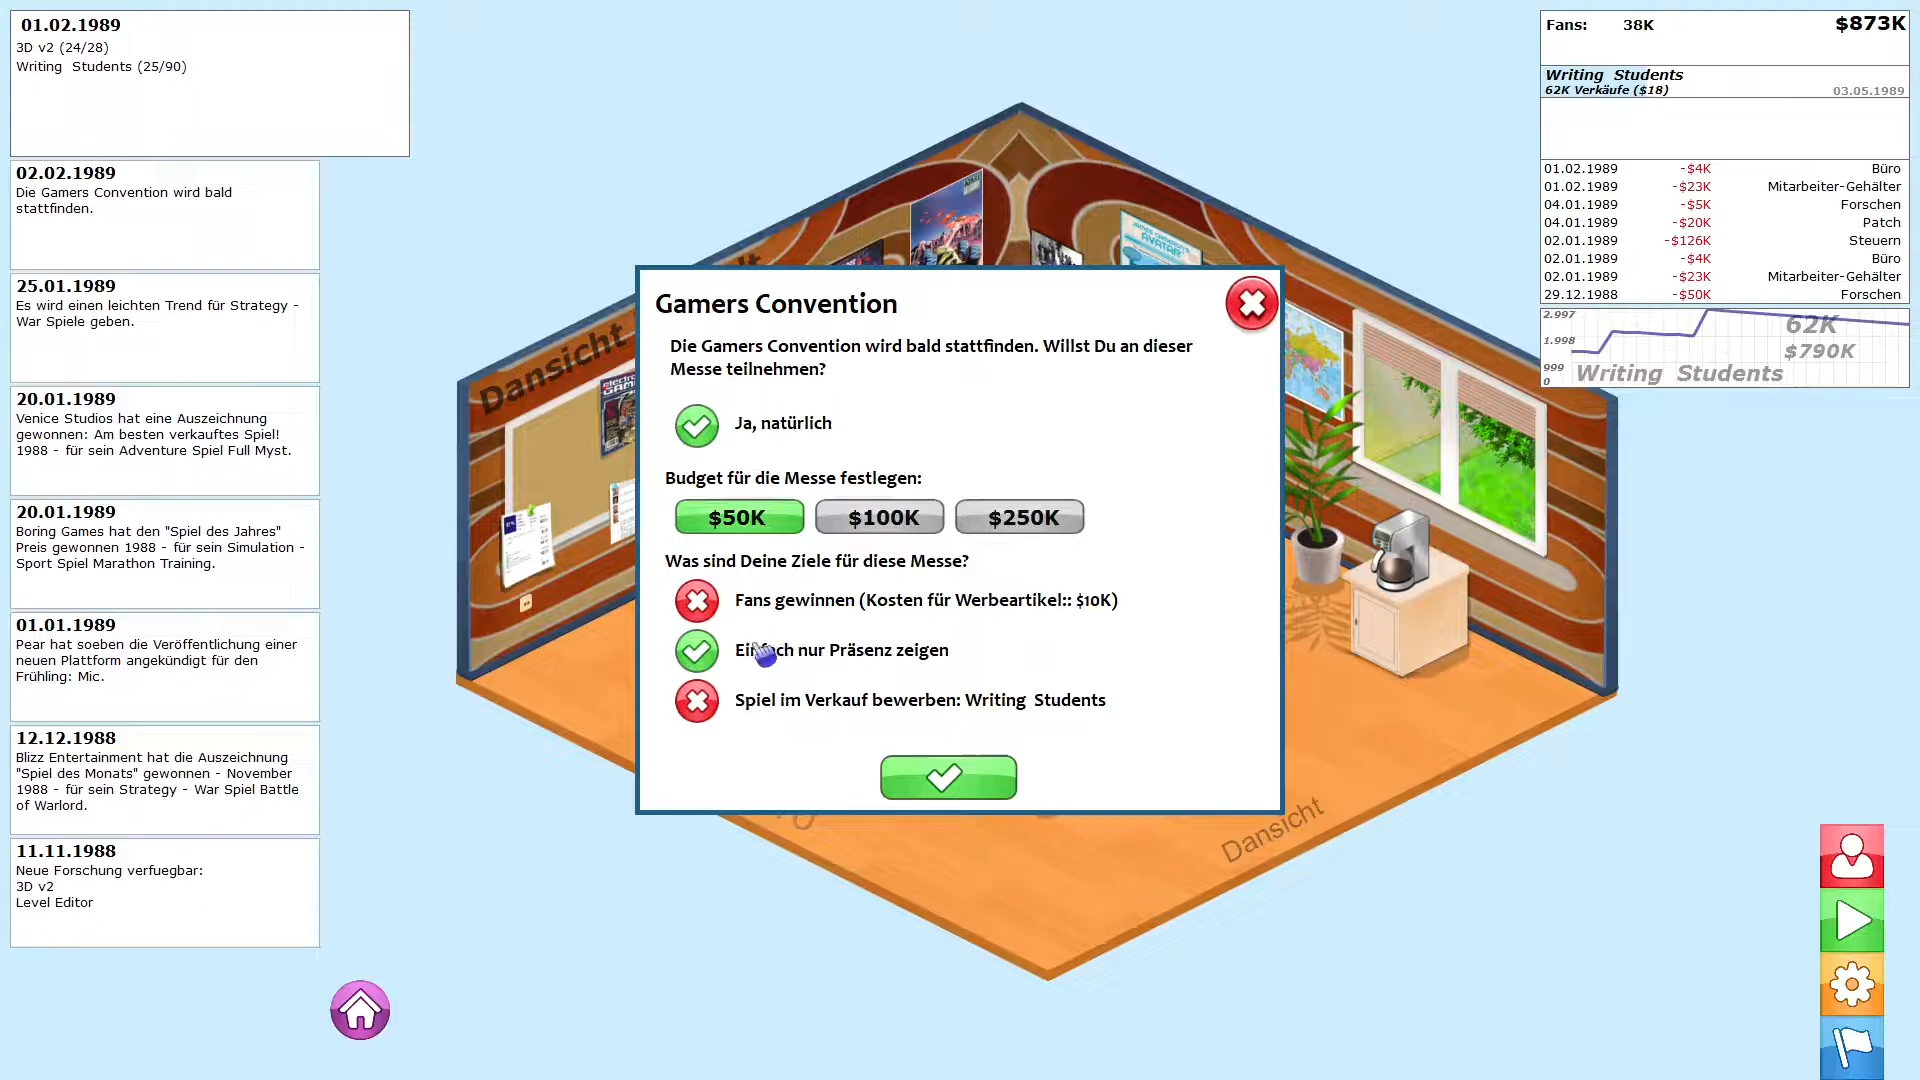 01.02.1989
3D v2 (24/28)
Writing  Students (25/90)
02.02.1989
Die Gamers Convention wird bald
stattfinden.
25.01.1989
Es wird einen leichten Trend für Strategy -
War Spiele geben.
20.01.1989
Venice Studios hat eine Auszeichnung
gewonnen: Am besten verkauftes Spiel!
1988 - für sein Adventure Spiel Full Myst.
20.01.1989
Boring Games hat den "Spiel des Jahres"
Preis gewonnen 1988 - für sein Simulation -
Sport Spiel Marathon Training.
01.01.1989
Pear hat soeben die Veröffentlichung einer
neuen Plattform angekündigt für den
Frühling: Mic.
12.12.1988
Blizz Entertainment hat die Auszeichnung
"Spiel des Monats" gewonnen - November
1988 - für sein Strategy - War Spiel Battle
of Warlord.
11.11.1988
Neue Forschung verfuegbar:
3D v2
Level Editor
Dansicht
AVATAR
Gamers Convention
Die Gamers Convention wird bald stattfinden. Willst Du an dieser
Messe teilnehmen?
Ja, natürlich
Budget für die Messe festlegen:
$50K $100K $250K
Was sind Deine Ziele für diese Messe?
Fans gewinnen (Kosten für Werbeartikel:: $10K)
Einfach nur Präsenz zeigen
Spiel im Verkauf bewerben: Writing  Students
Dansicht
Fans: 38K $873K
Writing  Students
62K Verkäufe ($18) 03.05.1989
01.02.1989 -$4K Büro
01.02.1989 -$23K Mitarbeiter-Gehälter
04.01.1989 -$5K Forschen
04.01.1989 -$20K Patch
02.01.1989 -$126K Steuern
02.01.1989 -$4K Büro
02.01.1989 -$23K Mitarbeiter-Gehälter
29.12.1988 -$50K Forschen
2.997
1.998
999
0
62K
$790K
Writing  Students